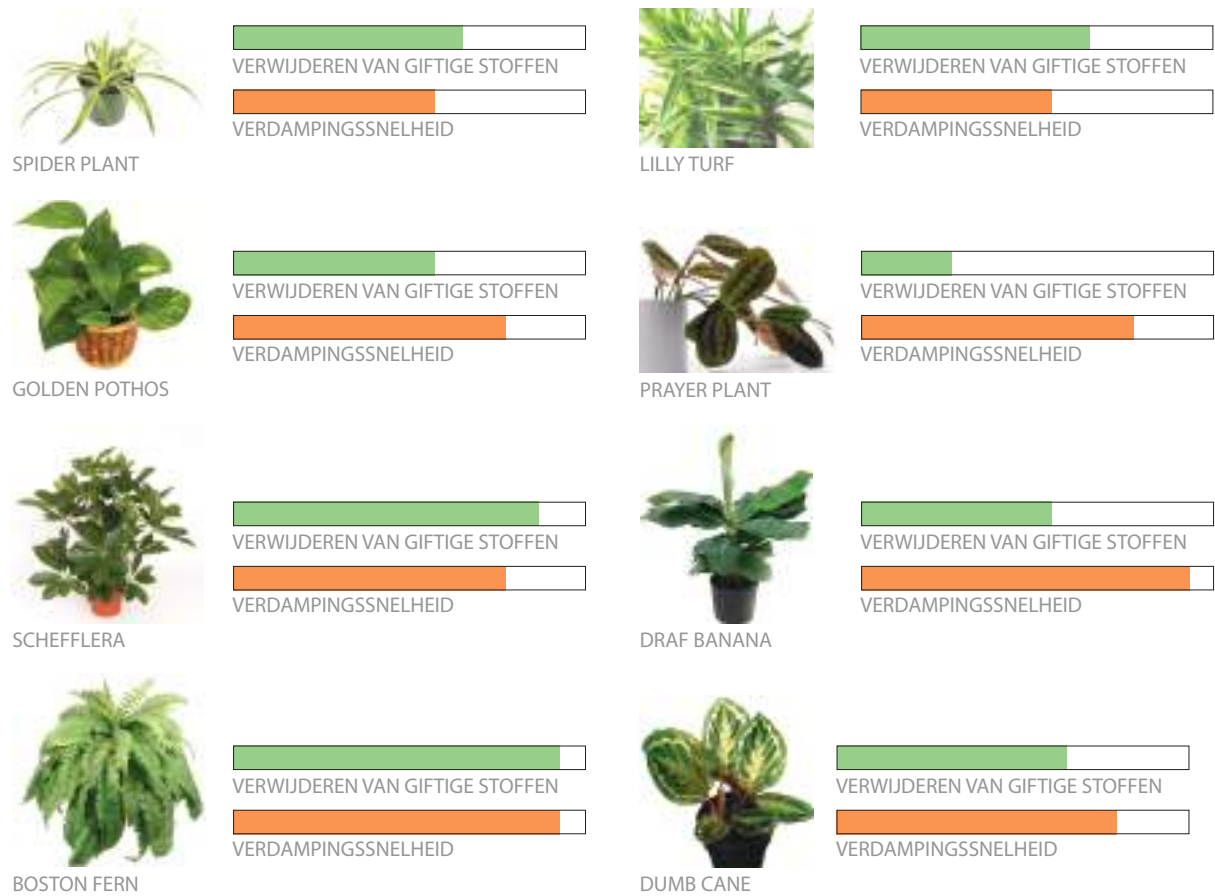 VERWIJDEREN VAN GIFTIGE STOFFEN
VERDAMPINGSSNELHEID
SPIDER PLANT
VERWIJDEREN VAN GIFTIGE STOFFEN
VERDAMPINGSSNELHEID
LILLY TURF
VERWIJDEREN VAN GIFTIGE STOFFEN
VERDAMPINGSSNELHEID
GOLDEN POTHOS
VERWIJDEREN VAN GIFTIGE STOFFEN
VERDAMPINGSSNELHEID
PRAYER PLANT
VERWIJDEREN VAN GIFTIGE STOFFEN
VERDAMPINGSSNELHEID
SCHEFFLERA
VERWIJDEREN VAN GIFTIGE STOFFEN
VERDAMPINGSSNELHEID
DRAF BANANA
VERWIJDEREN VAN GIFTIGE STOFFEN
VERDAMPINGSSNELHEID
BOSTON FERN
VERWIJDEREN VAN GIFTIGE STOFFEN
VERDAMPINGSSNELHEID
DUMB CANE